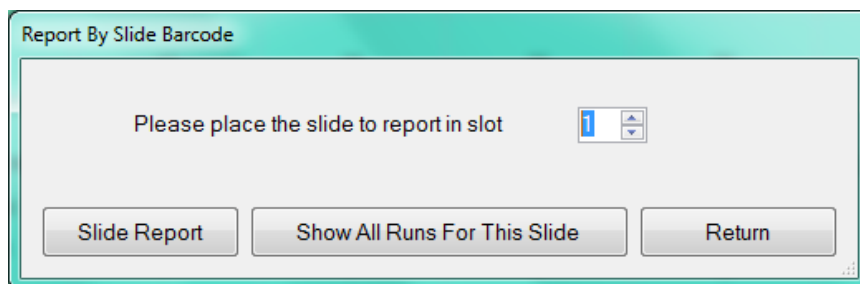 Report By Slide Barcode
Please place the slide to report in slot 1
Slide Report Show All Runs For This Slide Return